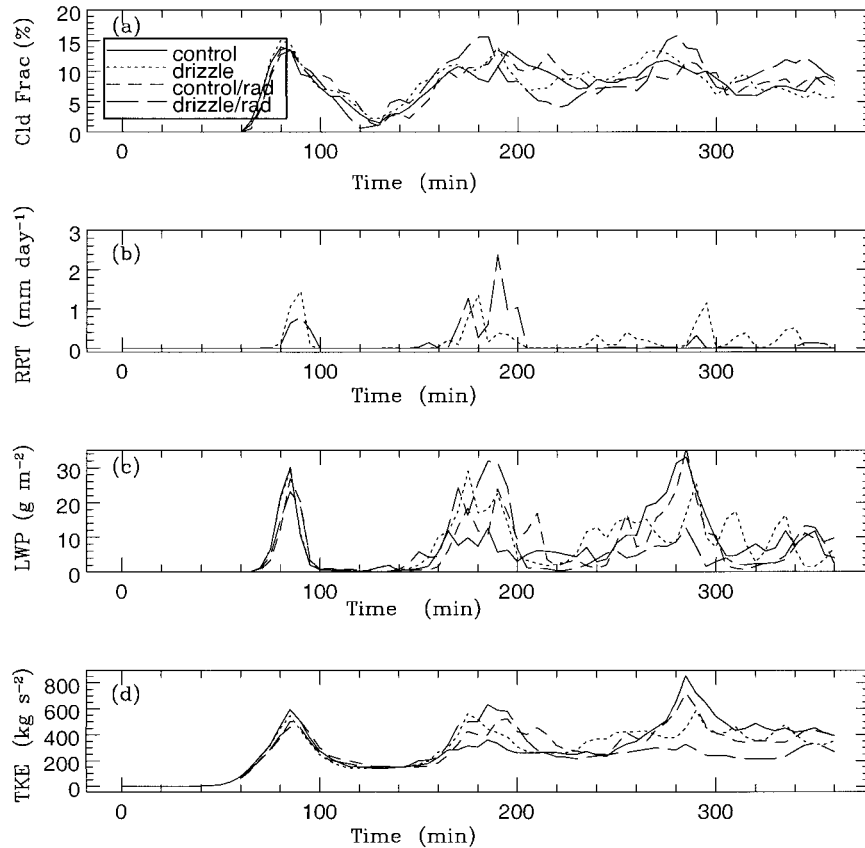 (a)
Cld Frac (%)
20
15
10
5
0
control
drizzle
control/rad
drizzle/rad
0 100 200 300
Time (min)
(b)
RRT (mm day⁻¹)
3
2
1
0
0 100 200 300
Time (min)
(c)
LWP (g m⁻²)
30
20
10
0
0 100 200 300
Time (min)
(d)
TKE (kg s⁻²)
800
600
400
200
0
0 100 200 300
Time (min)